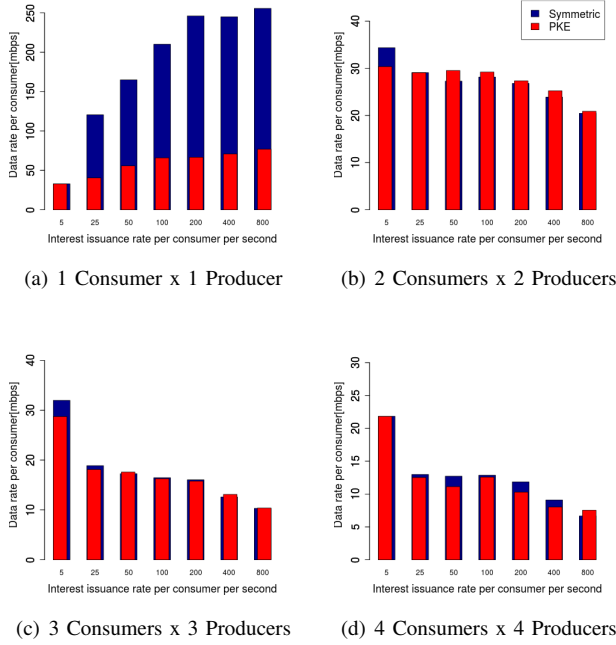 250
200
150
100
50
0
Data rate per consumer[mbps]
5 25 50 100 200 400 800
Interest issuance rate per consumer per second
(a) 1 Consumer x 1 Producer
Symmetric
PKE
40
30
20
10
0
Data rate per consumer[mbps]
5 25 50 100 200 400 800
Interest issuance rate per consumer per second
(b) 2 Consumers x 2 Producers
40
30
20
10
0
Data rate per consumer[mbps]
5 25 50 100 200 400 800
Interest issuance rate per consumer per second
(c) 3 Consumers x 3 Producers
30
25
20
15
10
5
0
Data rate per consumer[mbps]
5 25 50 100 200 400 800
Interest issuance rate per consumer per second
(d) 4 Consumers x 4 Producers